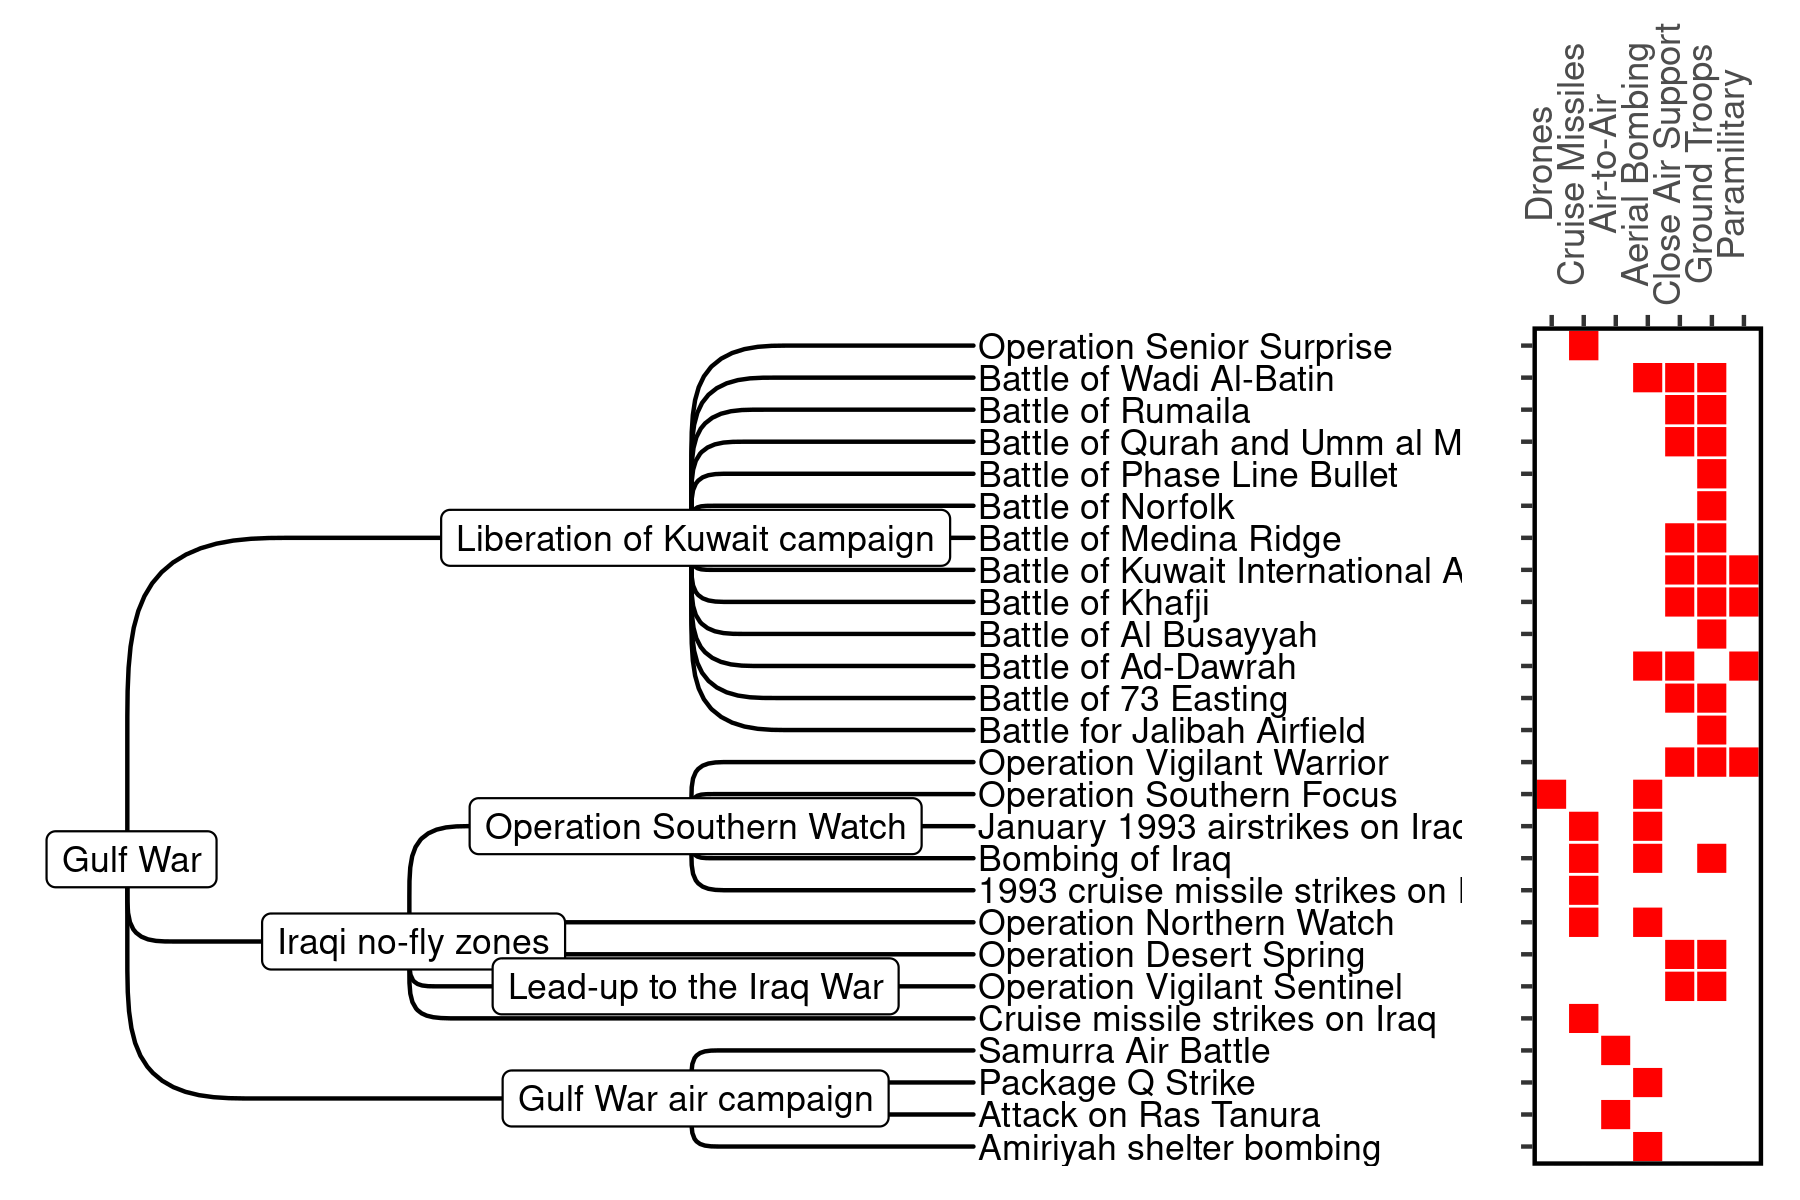 Drones
Cruise Missiles
Air-to-Air
Aerial Bombing
Close Air Support
Ground Troops
Paramilitary
Operation Senior Surprise
Battle of Wadi Al-Batin
Battle of Rumaila
Battle of Qurah and Umm al M
Battle of Phase Line Bullet
Battle of Norfolk
Liberation of Kuwait campaign
Battle of Medina Ridge
Battle of Kuwait International A
Battle of Khafji
Battle of Al Busayyah
Battle of Ad-Dawrah
Battle of 73 Easting
Battle for Jalibah Airfield
Operation Vigilant Warrior
Operation Southern Focus
Operation Southern Watch
January 1993 airstrikes on Iraq
Gulf War
Bombing of Iraq
1993 cruise missile strikes on
Operation Northern Watch
Iraqi no-fly zones
Operation Desert Spring
Lead-up to the Iraq War
Operation Vigilant Sentinel
Cruise missile strikes on Iraq
Samurra Air Battle
Package Q Strike
Gulf War air campaign
Attack on Ras Tanura
Amiriyah shelter bombing